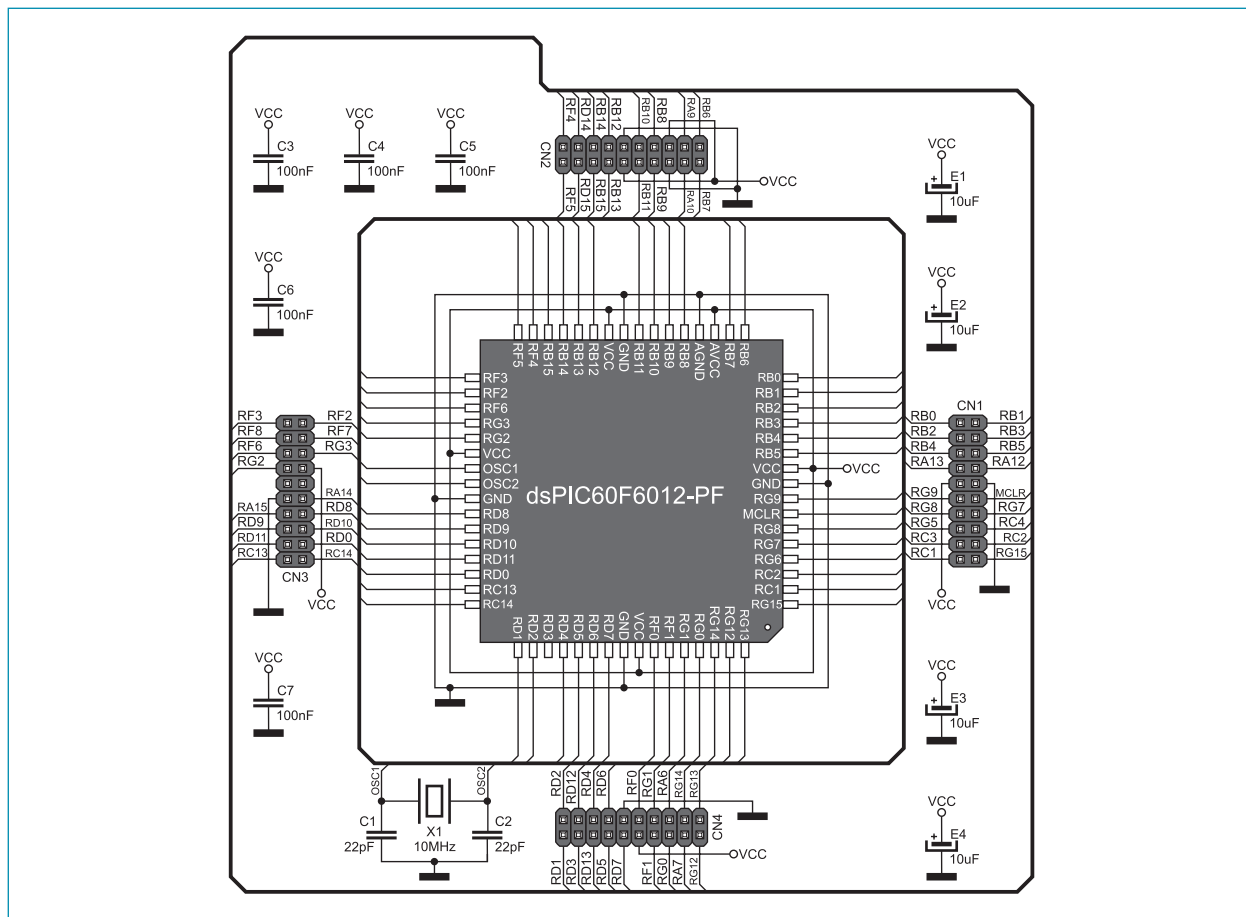 RF4 RD14 RB14 RB12 RB10 RB8 RA9 RB6
VCC VCC VCC
C3 C4 C5
100nF 100nF 100nF
CN2
VCC
RF5 RD15 RB15 RB13 RB11 RB9 RA10 RB7
VCC
E1
10uF
VCC
C6
100nF
VCC
E2
10uF
RF5 RF4 RB15 RB14 RB13 RB12 VCC GND RB11 RB10 RB9 RB8 AGND AVCC RB7 RB6
RF3 RB0
RF2 RB1
RF6 RB2
RG3 RB3
RG2 RB4
VCC RB5
OSC1 VCC VCC
OSC2 GND
GND RG9
RD8 MCLR
RD9 RG8
RD10 RG7
RD11 RG6
RD0 RC2
RC13 RC1
RC14 RG15
dsPIC60F6012-PF
RD1 RD2 RD3 RD4 RD5 RD6 RD7 GND VCC RF0 RF1 RG1 RG0 RG14 RG12 RG13
RF3 RF2
RF8 RF7
RF6 RG3
RG2
RA14
RA15 RD8
RD9 RD10
RD11 RD0
RC13 RC14
CN3
VCC
CN1
RB0 RB1
RB2 RB3
RB4 RB5
RA13 RA12
RG9 MCLR
RG8 RG7
RG5 RC4
RC3 RC2
RC1 RG15
VCC
VCC
C7
100nF
VCC
E3
10uF
OSC1 OSC2
C1 X1 C2
22pF 10MHz 22pF
RD2 RD12 RD4 RD6 RF0 RG1 RA6 RG14 RG13
CN4
VCC
RD1 RD3 RD13 RD5 RD7 RF1 RG0 RA7 RG12
VCC
E4
10uF